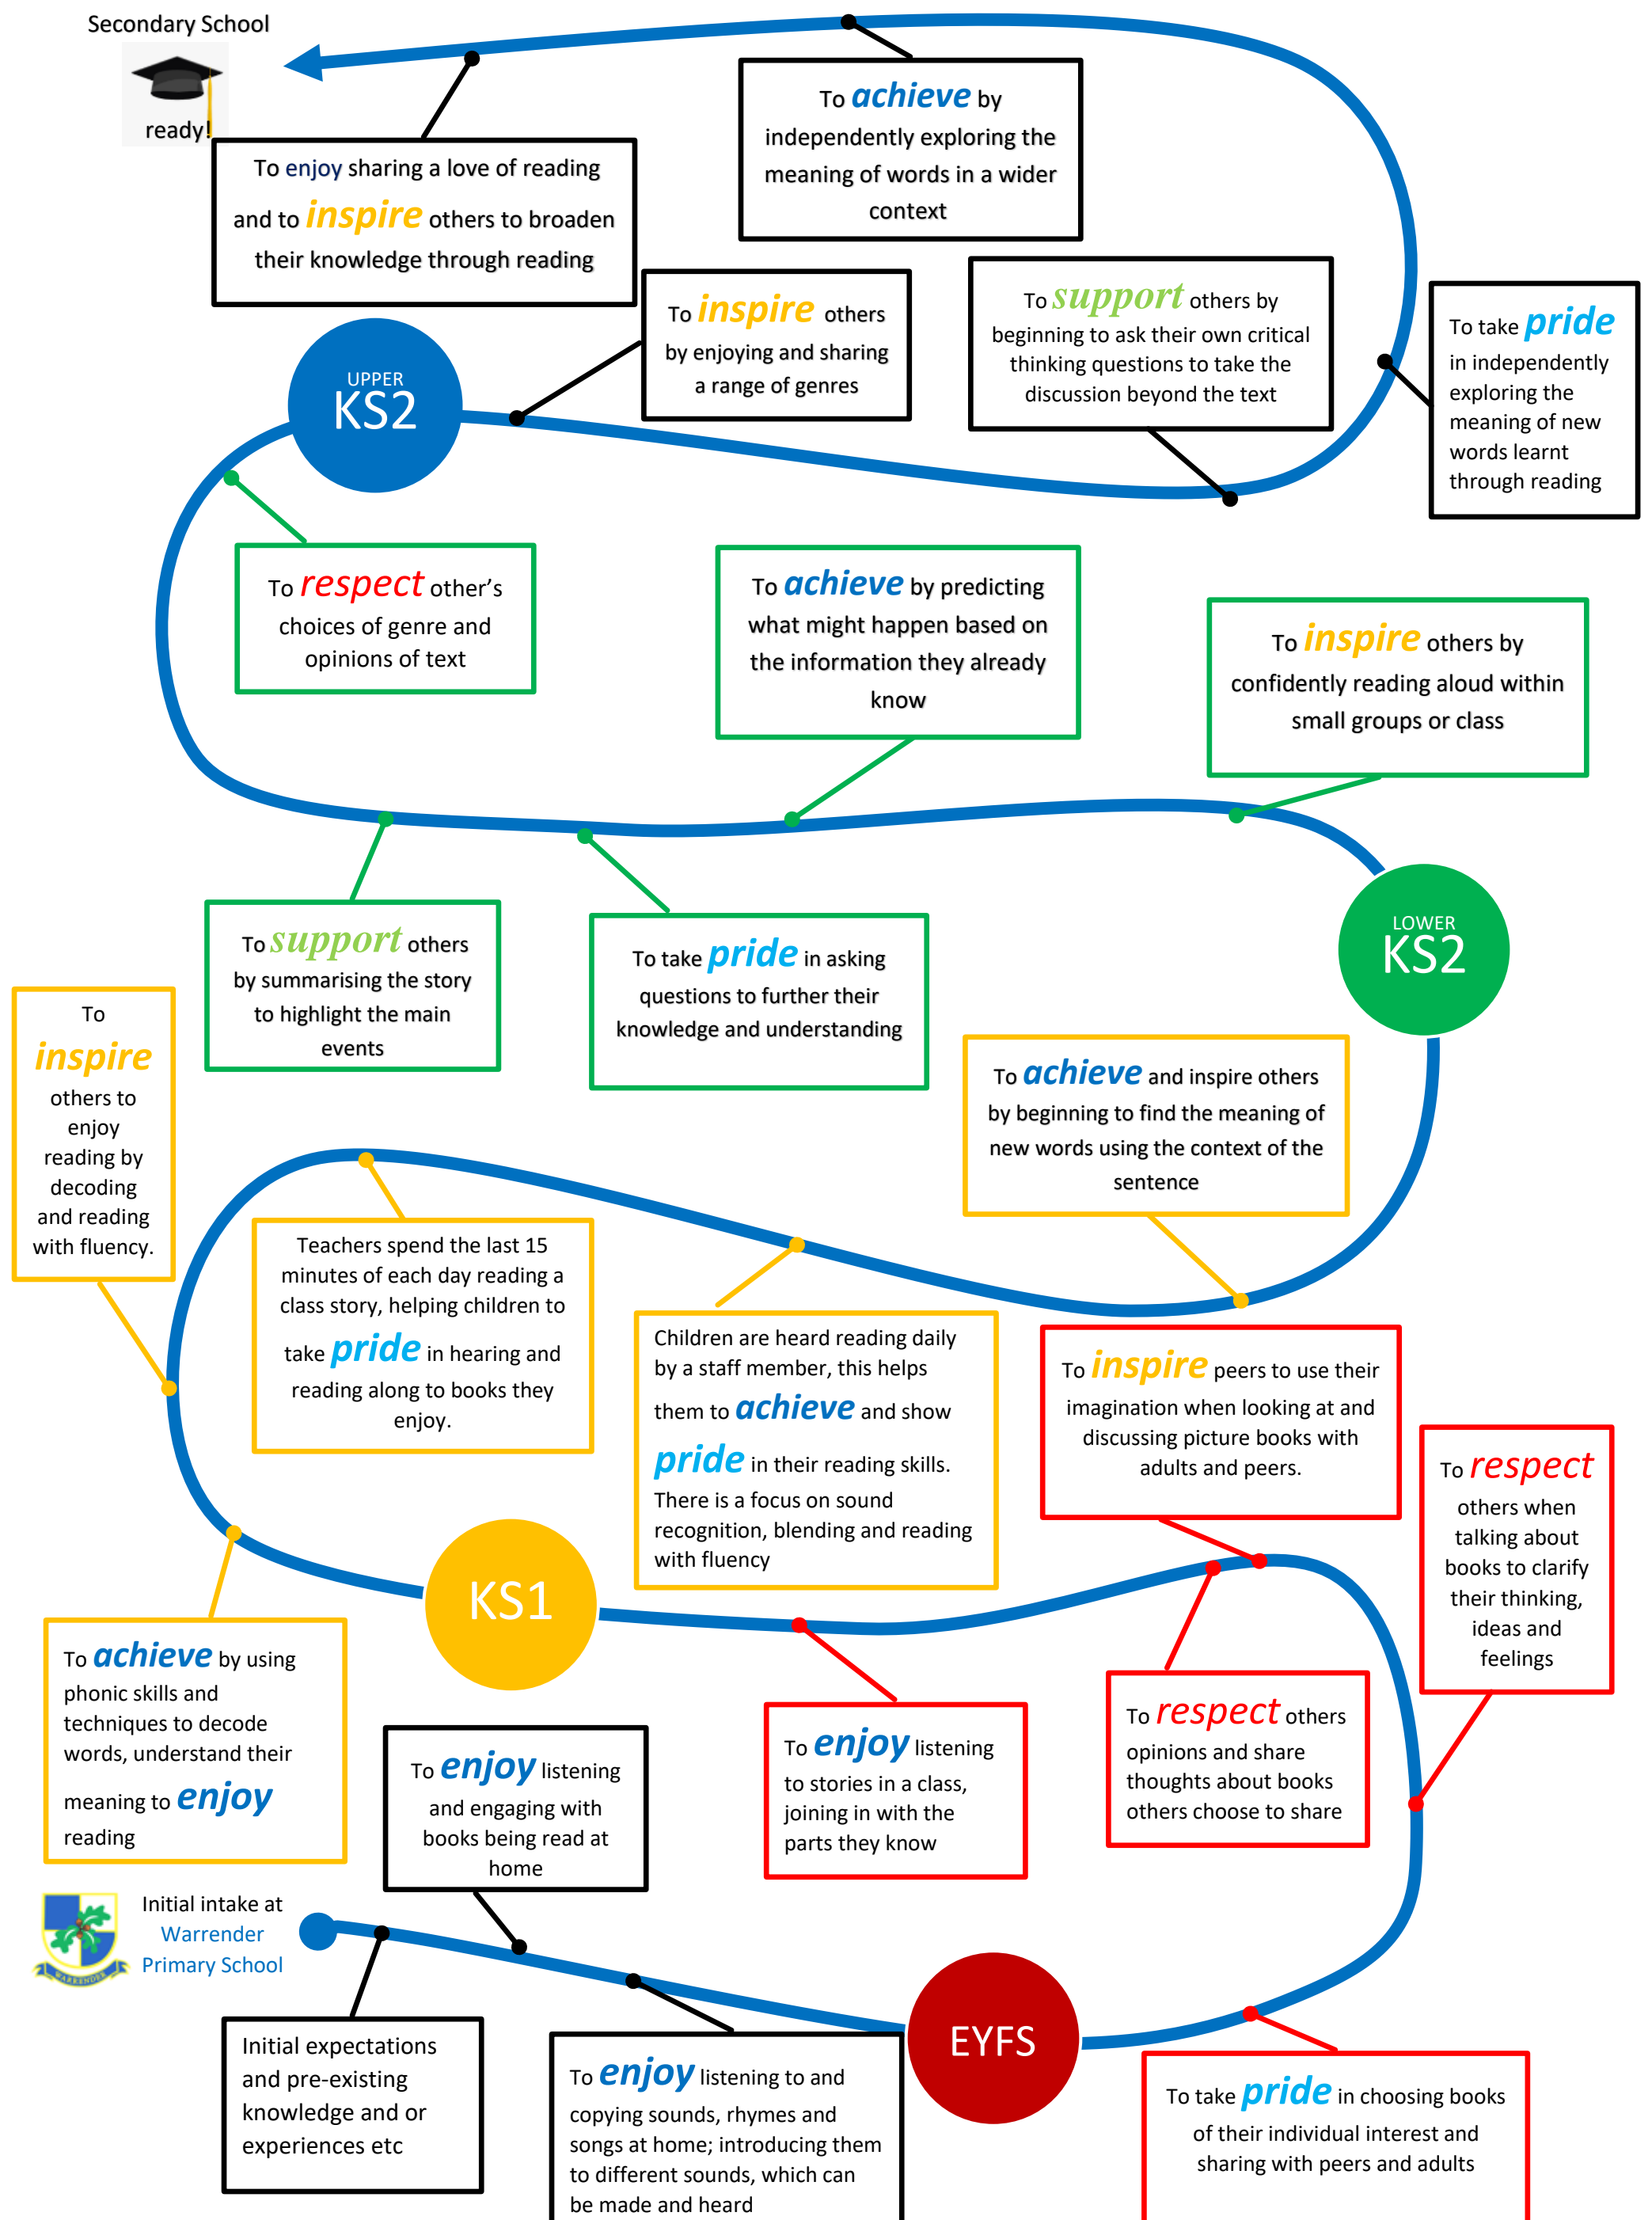 Secondary School
ready!
To enjoy sharing a love of reading
and to inspire others to broaden
their knowledge through reading
To achieve by
independently exploring the
meaning of words in a wider
context
To inspire others
by enjoying and sharing
a range of genres
To support others by
beginning to ask their own critical
thinking questions to take the
discussion beyond the text
To take pride
in independently
exploring the
meaning of new
words learnt
through reading
UPPER
KS2
To respect other's
choices of genre and
opinions of text
To achieve by predicting
what might happen based on
the information they already
know
To inspire others by
confidently reading aloud within
small groups or class
To support others
by summarising the story
to highlight the main
events
To take pride in asking
questions to further their
knowledge and understanding
LOWER
KS2
To
inspire
others to
enjoy
reading by
decoding
and reading
with fluency.
To achieve and inspire others
by beginning to find the meaning of
new words using the context of the
sentence
Teachers spend the last 15
minutes of each day reading a
class story, helping children to
take pride in hearing and
reading along to books they
enjoy.
Children are heard reading daily
by a staff member, this helps
them to achieve and show
pride in their reading skills.
There is a focus on sound
recognition, blending and reading
with fluency
To inspire peers to use their
imagination when looking at and
discussing picture books with
adults and peers.
To respect
others when
talking about
books to clarify
their thinking,
ideas and
feelings
KS1
To achieve by using
phonic skills and
techniques to decode
words, understand their
meaning to enjoy
reading
To enjoy listening
and engaging with
books being read at
home
To enjoy listening
to stories in a class,
joining in with the
parts they know
To respect others
opinions and share
thoughts about books
others choose to share
WARRENDER
Initial intake at
Warrender
Primary School
Initial expectations
and pre-existing
knowledge and or
experiences etc
To enjoy listening to and
copying sounds, rhymes and
songs at home; introducing them
to different sounds, which can
be made and heard
EYFS
To take pride in choosing books
of their individual interest and
sharing with peers and adults